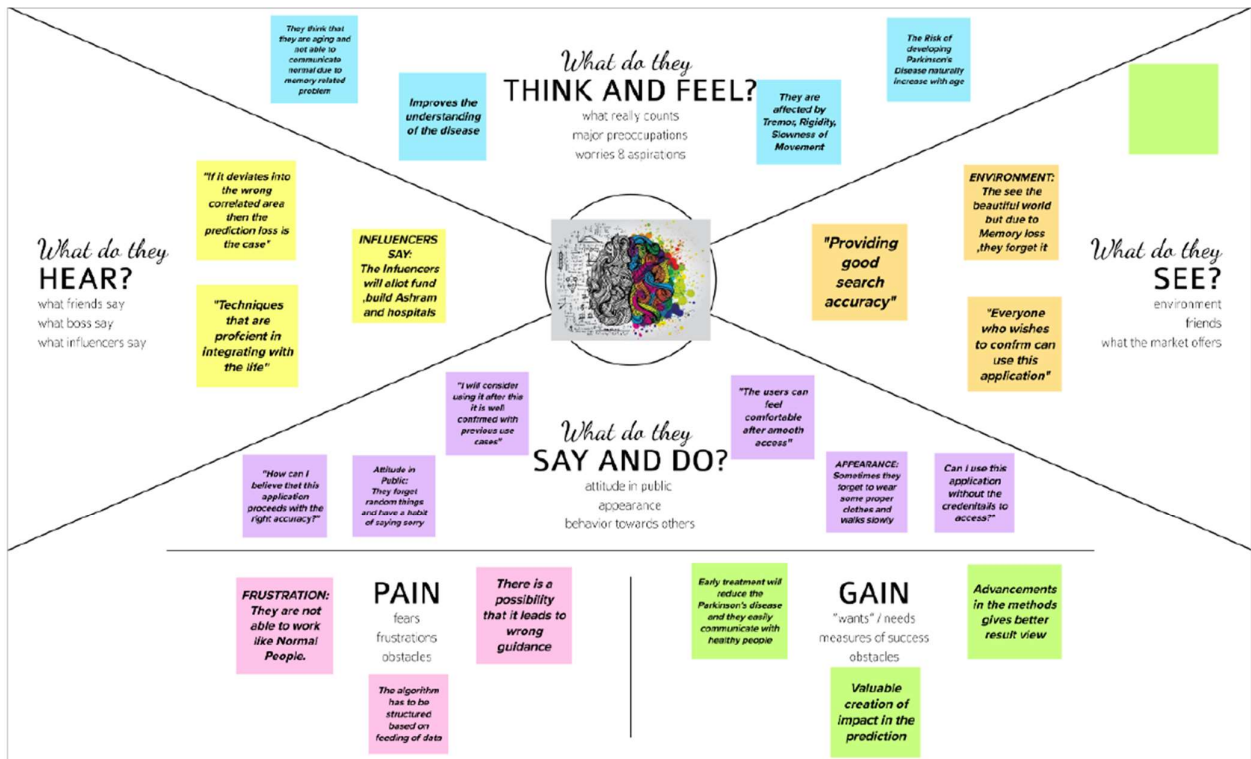 They think that
they are aging and
not able to
communicate
normal due to
memory related
problem
Improves the
understanding
of the disease
What do they
THINK AND FEEL?
what really counts
major preoccupations
worries & aspirations
They are
affected by
Tremor, Rigidity,
Slowness of
Movement
The Risk of
developing
Parkinson's
Disease naturally
increase with age
What do they
HEAR?
what friends say
what boss say
what influencers say
"If it deviates into
the wrong
correlated area
then the
prediction loss is
the case"
"Techniques
that are
profcient in
integrating with
the life"
INFLUENCERS
SAY:
The Infuencers
will allot fund
,build Ashram
and hospitals
"Providing
good
search
accuracy"
ENVIRONMENT:
The see the
beautiful world
but due to
Memory loss
,they forget it
"Everyone
who wishes
to confrm can
use this
application"
What do they
SEE?
environment
friends
what the market offers
"I will consider
using it after this
it is well
confrmed with
previous use
cases"
"How can I
believe that this
application
proceeds with the
right accuracy?"
Attitude in
Public:
They forget
random things
and have a habit
of saying sorry
What do they
SAY AND DO?
attitude in public
appearance
behavior towards others
"The users can
feel
comfortable
after smooth
access"
APPEARANCE:
Sometimes they
forget to wear
some proper
clothes and
walks slowly
Can I use this
application
without the
credenitails to
access?"
FRUSTRATION:
They are not
able to work
like Normal
People.
PAIN
fears
frustrations
obstacles
There is a
possibility
that it leads to
wrong
guidance
The algorithm
has to be
structured
based on
feeding of data
Early treatment will
reduce the
Parkinson's disease
and they easily
communicate with
healthy people
GAIN
"wants" / needs
measures of success
obstacles
Advancements
in the methods
gives better
result view
Valuable
creation of
impact in the
prediction